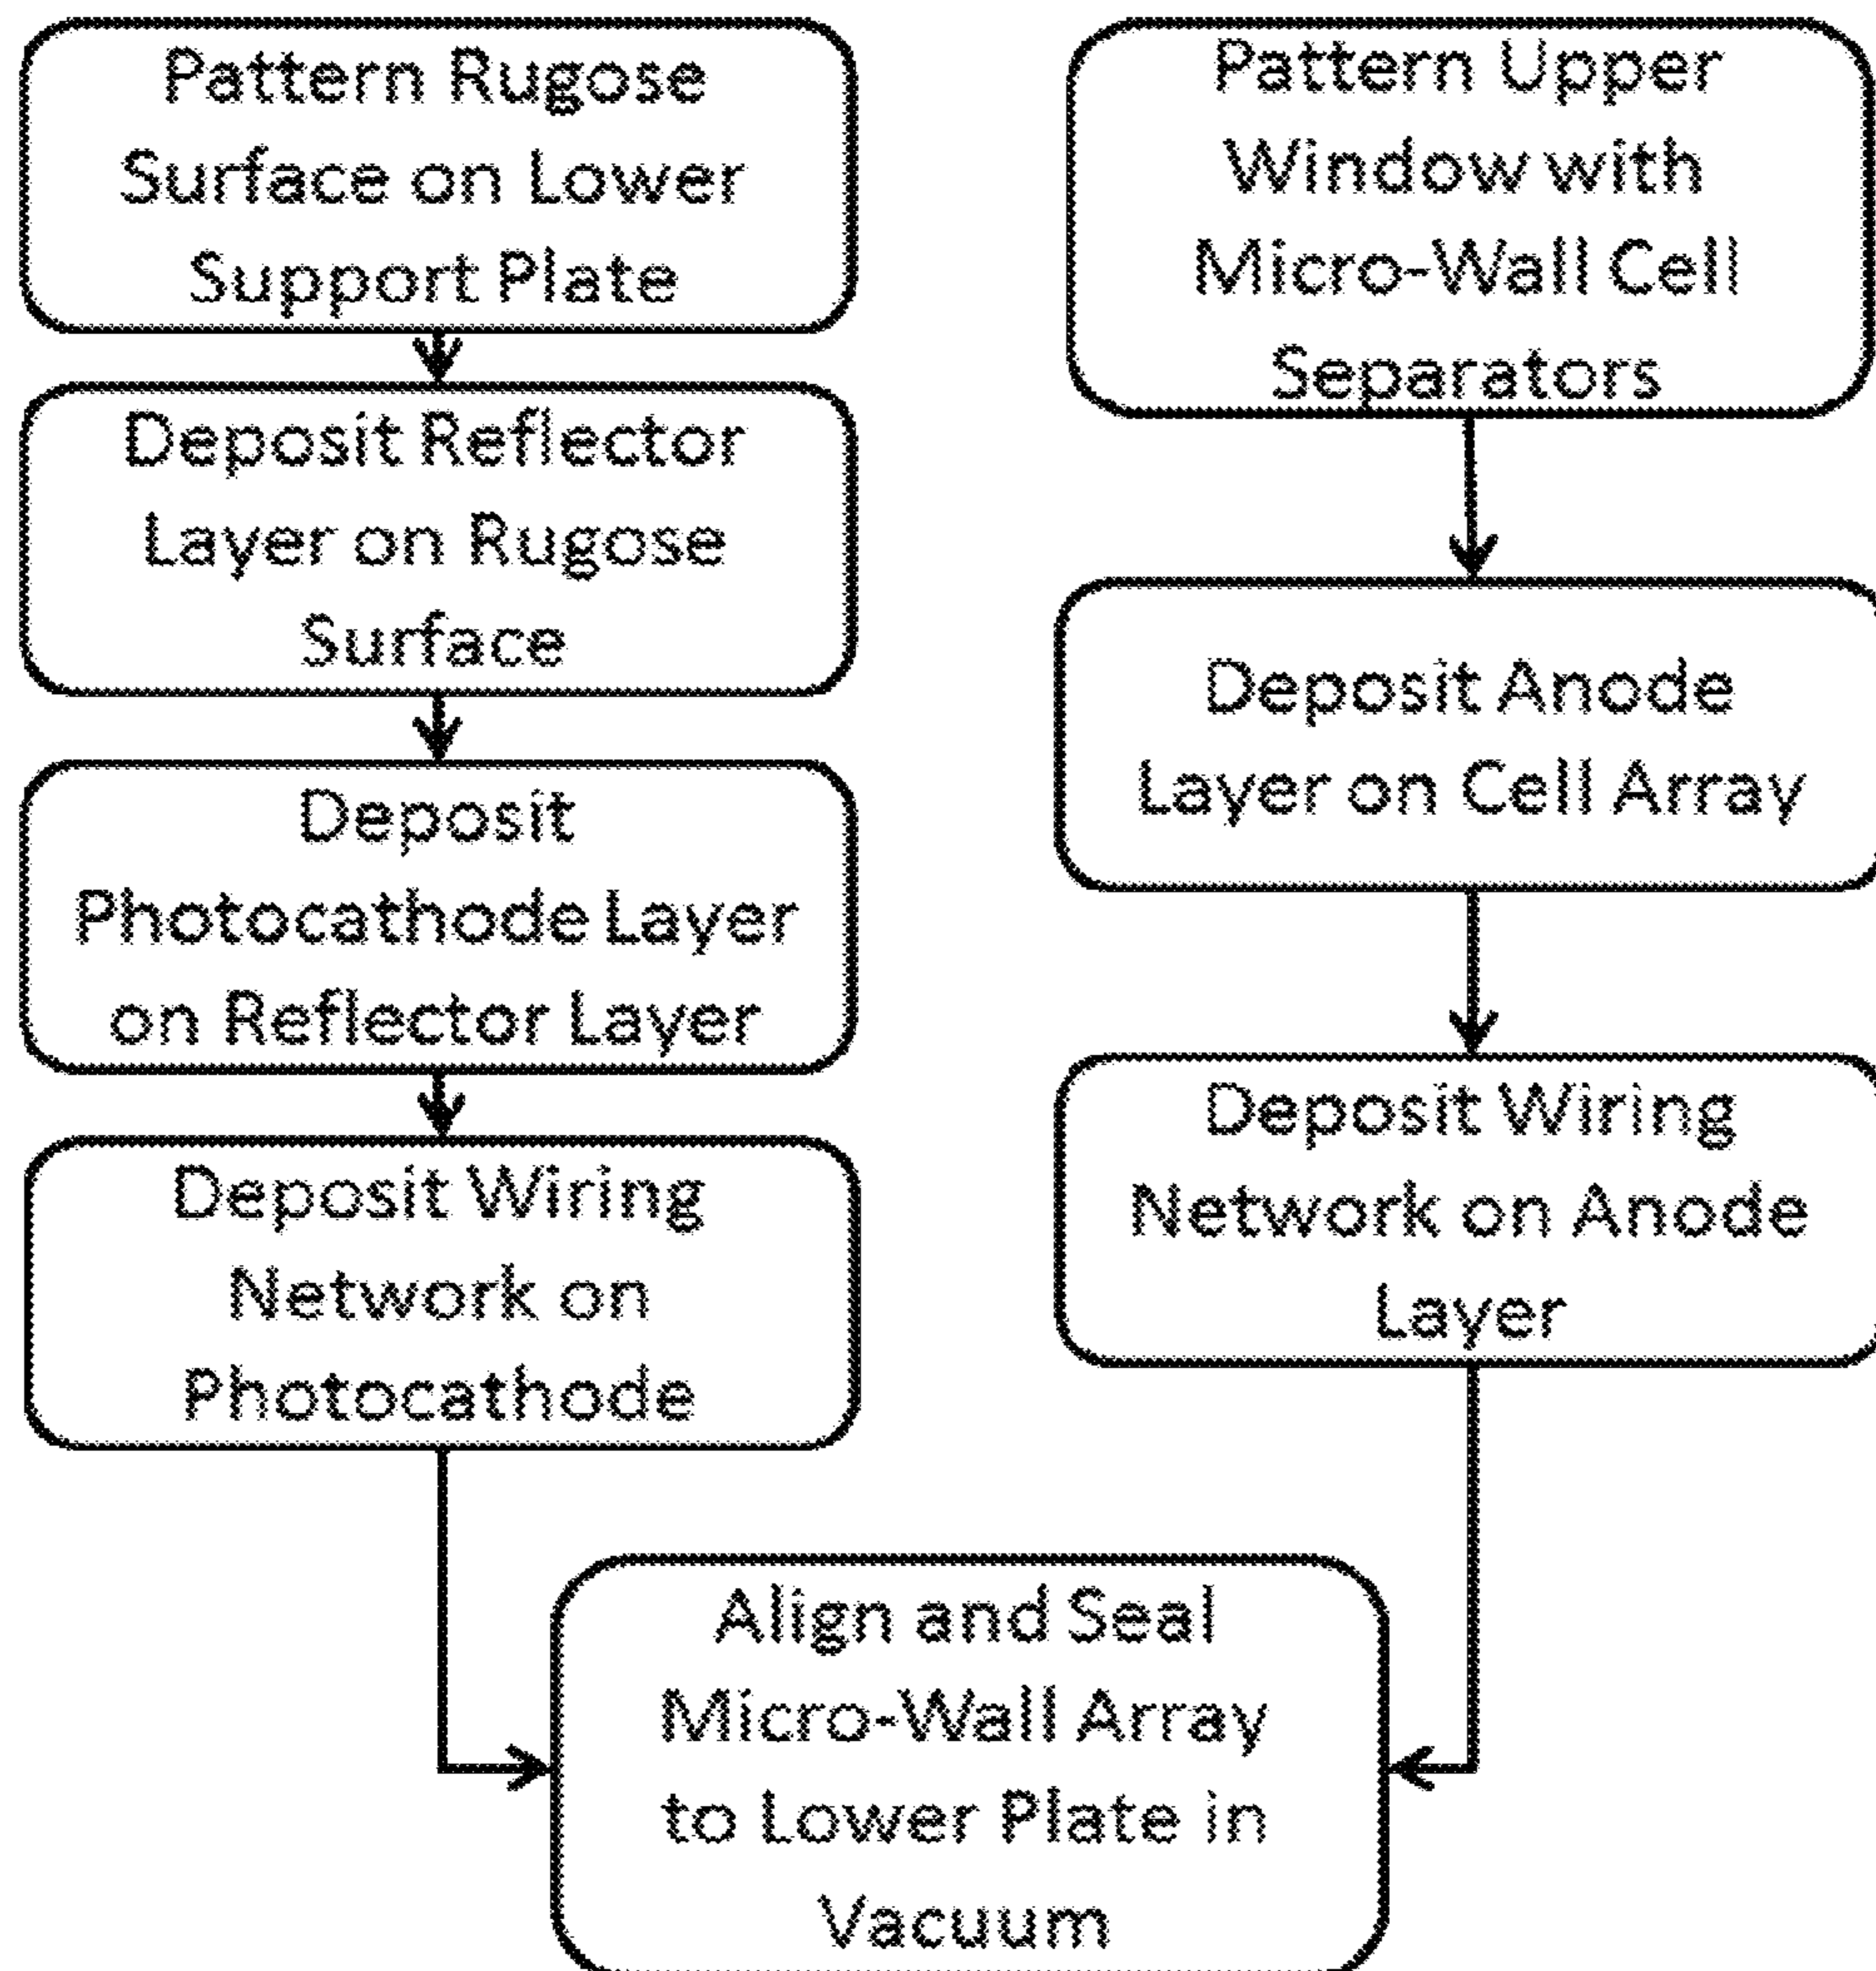 Pattern Rugose
Surface on Lower
Support Plate
Deposit Reflector
Layer on Rugose
Surface
Deposit
Photocathode Layer
on Reflector Layer
Deposit Wiring
Network on
Photocathode
Pattern Upper
Window with
Micro-Wall Cell
Separators
Deposit Anode
Layer on Cell Array
Deposit Wiring
Network on Anode
Layer
Align and Seal
Micro-Wall Array
to Lower Plate in
Vacuum